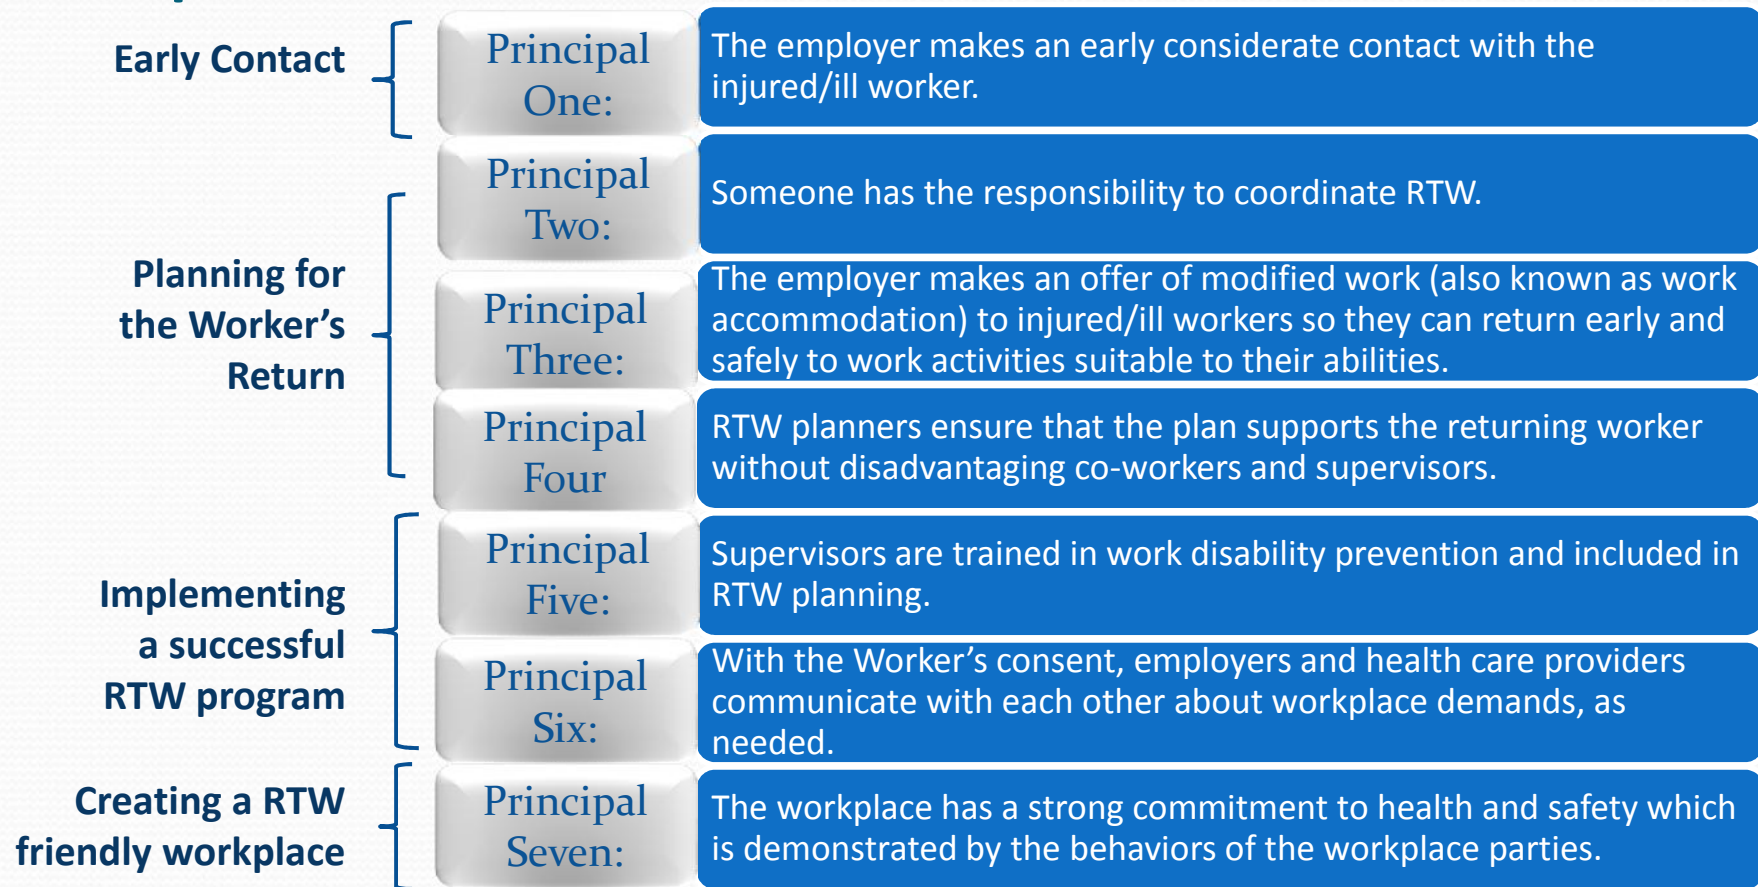 Early Contact
Principal
One:
The employer makes an early considerate contact with the
injured/ill worker.
Planning for
the Worker's
Return
Principal
Two:
Someone has the responsibility to coordinate RTW.
Principal
Three:
The employer makes an offer of modified work (also known as work
accommodation) to injured/ill workers so they can return early and
safely to work activities suitable to their abilities.
Principal
Four
RTW planners ensure that the plan supports the returning worker
without disadvantaging co-workers and supervisors.
Implementing
a successful
RTW program
Principal
Five:
Supervisors are trained in work disability prevention and included in
RTW planning.
Principal
Six:
With the Worker's consent, employers and health care providers
communicate with each other about workplace demands, as
needed.
Creating a RTW
friendly workplace
Principal
Seven:
The workplace has a strong commitment to health and safety which
is demonstrated by the behaviors of the workplace parties.